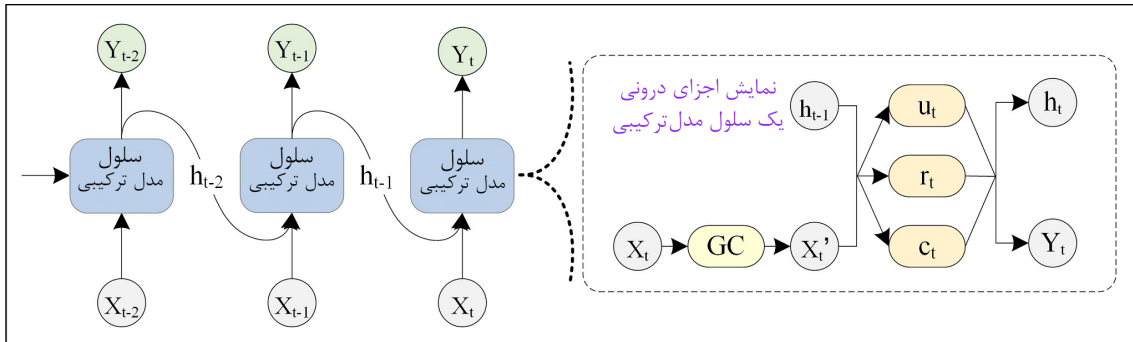 Y_{t-2}
Y_{t-1}
Y_t
سلول
مدل ترکیبی
h_{t-2}
سلول
مدل ترکیبی
h_{t-1}
سلول
مدل ترکیبی
X_{t-2}
X_{t-1}
X_t
نمایش اجزای درونی
یک سلول مدل‌ترکیبی
h_{t-1}
u_t
h_t
r_t
X_t
GC
X_t’
c_t
Y_t